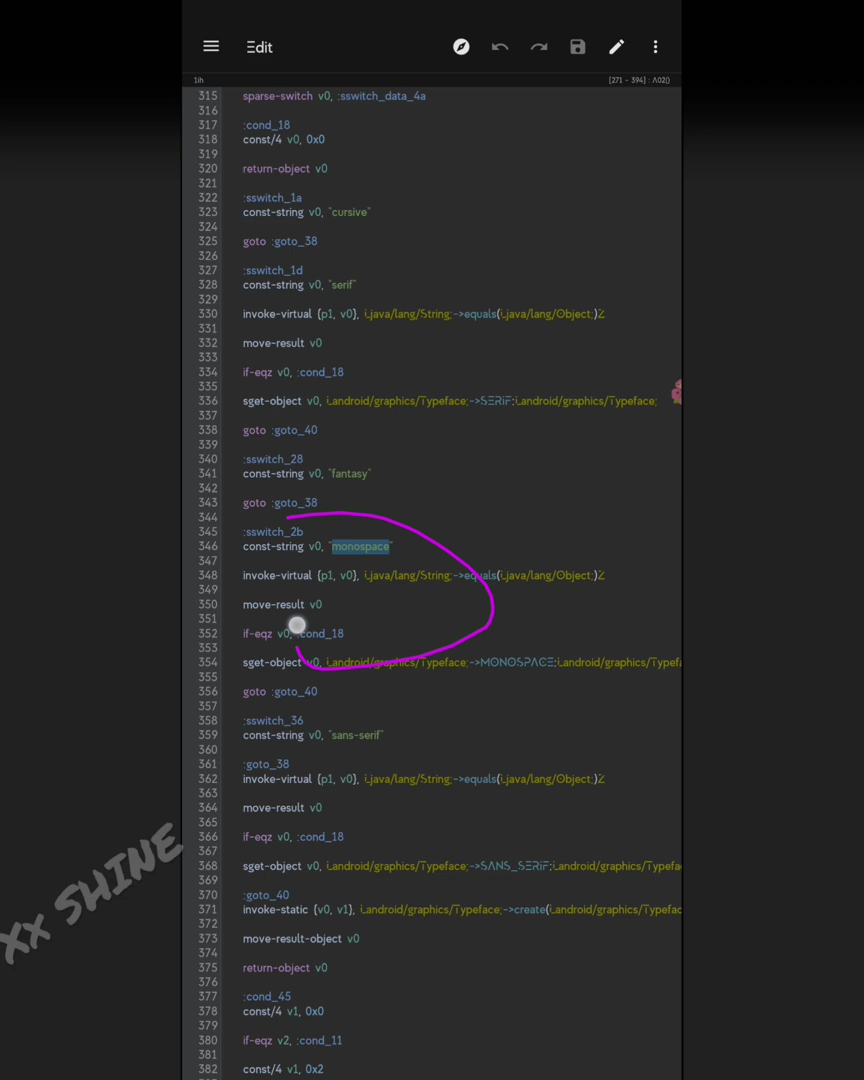 Edit
1ih [271 - 394] : A02()
315 sparse-switch v0, :sswitch_data_4a
316
317 :cond_18
318 const/4 v0, 0x0
319
320 return-object v0
321
322 :sswitch_1a
323 const-string v0, "cursive"
324
325 goto :goto_38
326
327 :sswitch_1d
328 const-string v0, "serif"
329
330 invoke-virtual {p1, v0}, Ljava/lang/String;->equals(Ljava/lang/Object;)Z
331
332 move-result v0
333
334 if-eqz v0, :cond_18
335
336 sget-object v0, Landroid/graphics/Typeface;->SERIF:Landroid/graphics/Typeface;
337
338 goto :goto_40
339
340 :sswitch_28
341 const-string v0, "fantasy"
342
343 goto :goto_38
344
345 :sswitch_2b
346 const-string v0, "monospace"
347
348 invoke-virtual {p1, v0}, Ljava/lang/String;->equals(Ljava/lang/Object;)Z
349
350 move-result v0
351
352 if-eqz v0, :cond_18
353
354 sget-object v0, Landroid/graphics/Typeface;->MONOSPACE:Landroid/graphics/Typefa
355
356 goto :goto_40
357
358 :sswitch_36
359 const-string v0, "sans-serif"
360
361 :goto_38
362 invoke-virtual {p1, v0}, Ljava/lang/String;->equals(Ljava/lang/Object;)Z
363
364 move-result v0
365
366 if-eqz v0, :cond_18
367
368 sget-object v0, Landroid/graphics/Typeface;->SANS_SERIF:Landroid/graphics/Typefa
369
370 :goto_40
371 invoke-static {v0, v1}, Landroid/graphics/Typeface;->create(Landroid/graphics/Typefac
372
373 move-result-object v0
374
375 return-object v0
376
377 :cond_45
378 const/4 v1, 0x0
379
380 if-eqz v2, :cond_11
381
382 const/4 v1, 0x2
Xx SHINE